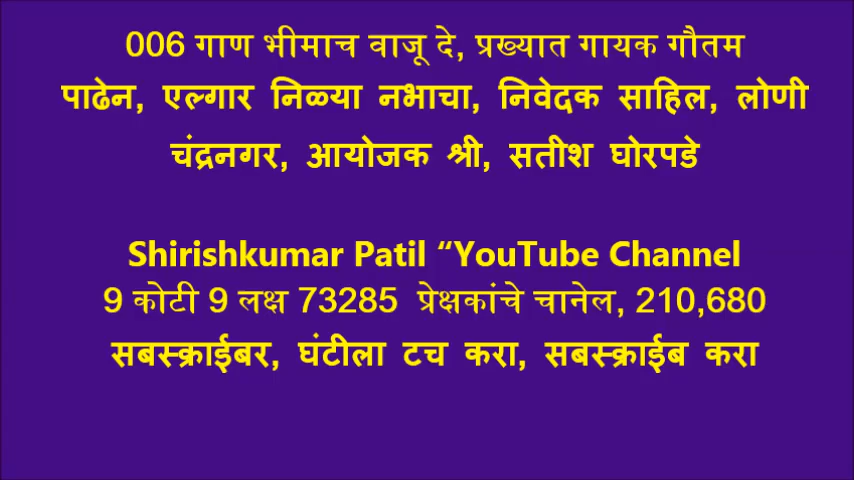 006 गाण भीमाच वाजू दे, प्रख्यात गायक गौतम
पाढेन, एल्गार निळ्या नभाचा, निवेदक साहिल, लोणी
चंद्रनगर, आयोजक श्री, सतीश घोरपडे
Shirishkumar Patil “YouTube Channel
9 कोटी 9 लक्ष 73285 प्रेक्षकांचे चानेल, 210,680
सबस्क्राईबर, घंटीला टच करा, सबस्क्राईब करा